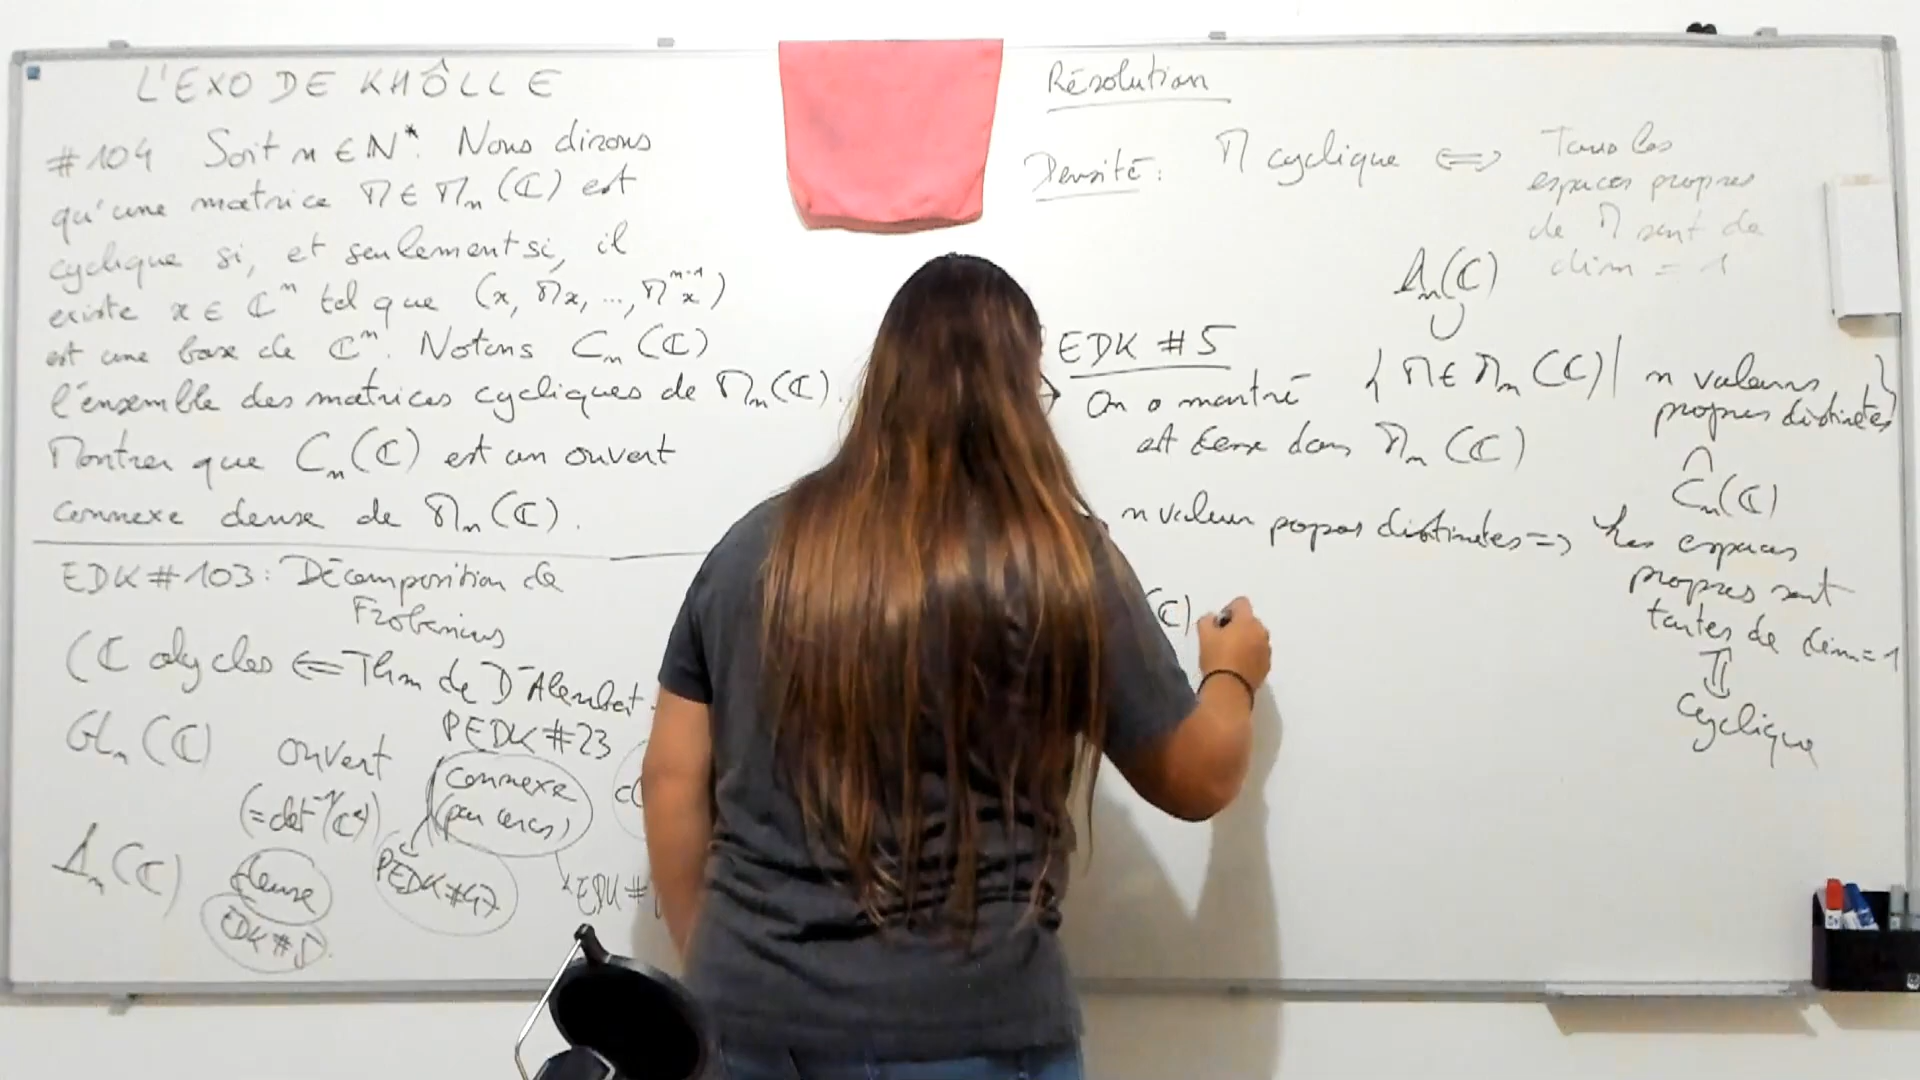 L'EXO DE KHÔLLE
#104 Soit n ∈ N*. Nous dirons
qu'une matrice M ∈ Mn(C) est
cyclique si, et seulement si, il
existe x ∈ C^n tel que (x, Mx, ..., M^{n-1}x)
est une base de C^n. Notons Cn(C)
l'ensemble des matrices cycliques de Mn(C).
Montrer que Cn(C) est un ouvert
connexe dense de Mn(C).
EDK #103: Décomposition de
Frobenius
(C algclos <= Thm de D'Alembert
PEDK #23
GLn(C) ouvert
(=det^-1(C*))
connexe
(par arcs)
PEDK #47
EDK #
Δn(C) dense
EDK #5
Résolution
Densité: M cyclique <=> Tous les
espaces propres
de M sont de
dim = 1
Δn(C)
∪
EDK #5
On a montré { M ∈ Mn(C) | n valeurs
propres distinctes }
est dense dans Mn(C)
∩
Cn(C)
n valeur propres distinctes => Les espaces
propres sont
toutes de dim = 1
⇕
cyclique
(C)